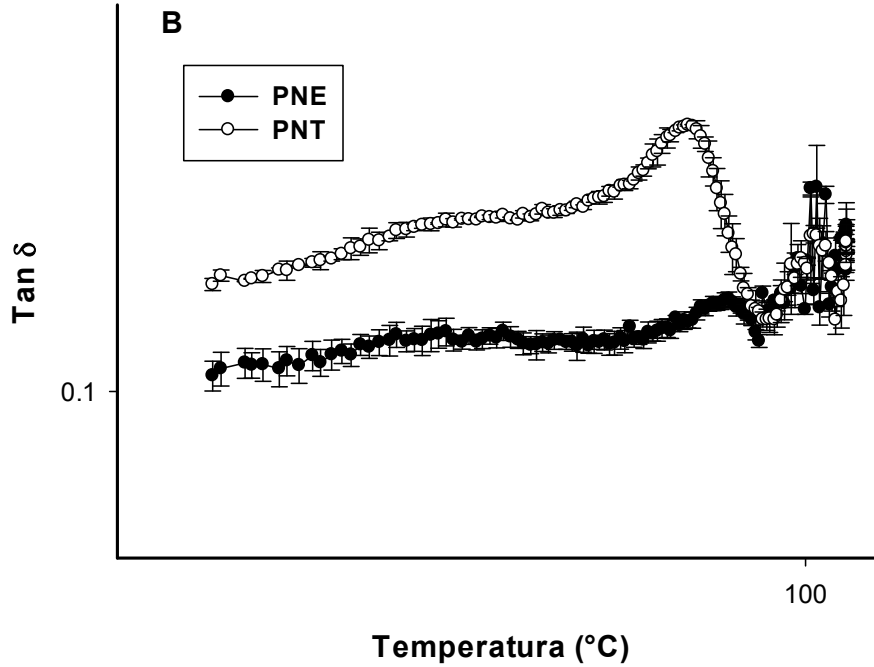 B
PNE
PNT
Tan δ
0.1
100
Temperatura (°C)